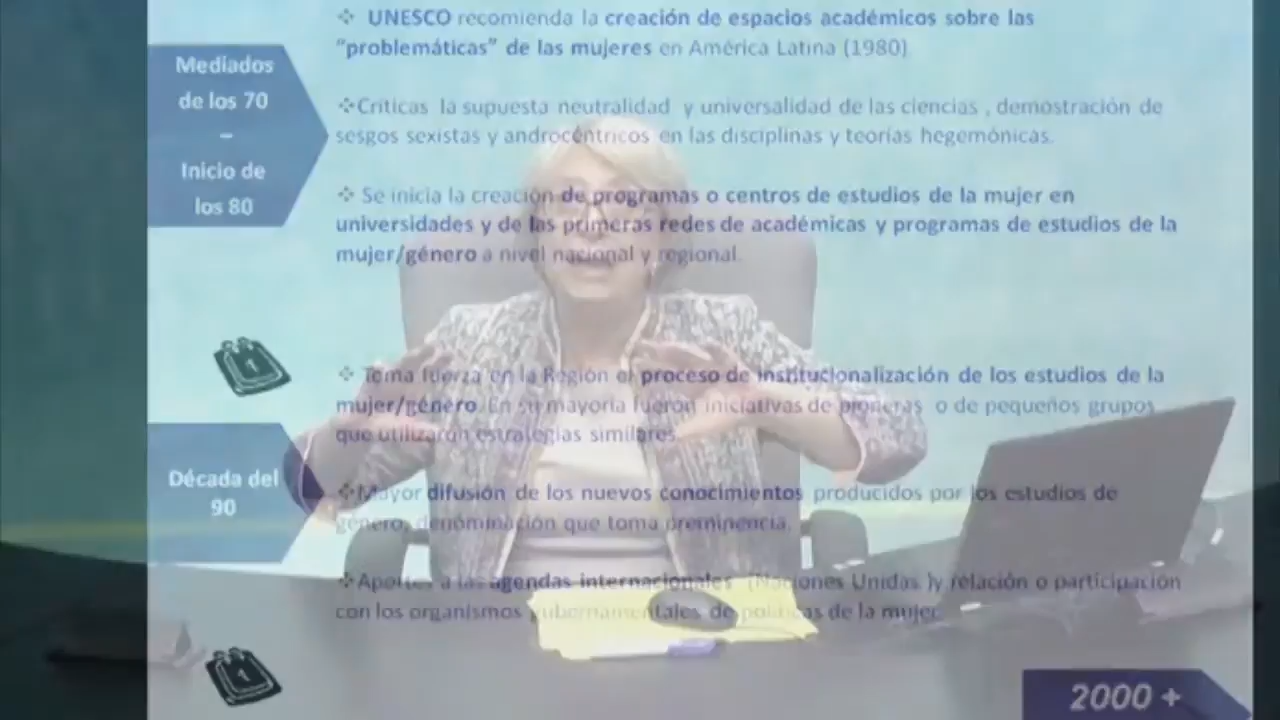 ❖ UNESCO recomienda la creación de espacios académicos sobre las
“problemáticas” de las mujeres en América Latina (1980)
Mediados
de los 70
–
Inicio de
los 80
❖Críticas la supuesta neutralidad y universalidad de las ciencias , demostración de
sesgos sexistas y androcéntricos en las disciplinas y teorías hegemónicas.
❖ Se inicia la creación de programas o centros de estudios de la mujer en
universidades y de las primeras redes de académicas y programas de estudios de la
mujer/género a nivel nacional y regional.
1
❖ Toma fuerza en la Región el proceso de institucionalización de los estudios de la
mujer/género. En su mayoría fueron iniciativas de pioneras o de pequeños grupos
que utilizaron estrategias similares.
Década del
90
❖Mayor difusión de los nuevos conocimientos producidos por los estudios de
género, denominación que toma preminencia.
❖Aportes a las agendas internacionales (Naciones Unidas )y relación o participación
con los organismos gubernamentales de políticas de la mujer.
1
2000 +